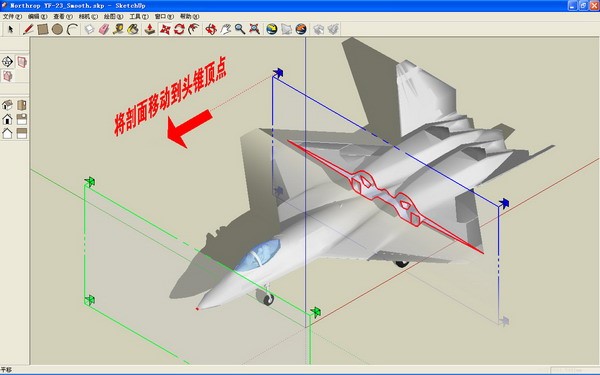 Northrop YF-23_Smooth.skp - SketchUp
文件(F) 编辑(E) 查看(V) 相机(C) 绘图(R) 工具(T) 窗口(W) 帮助(H)
将剖面移动到头锥顶点
平移